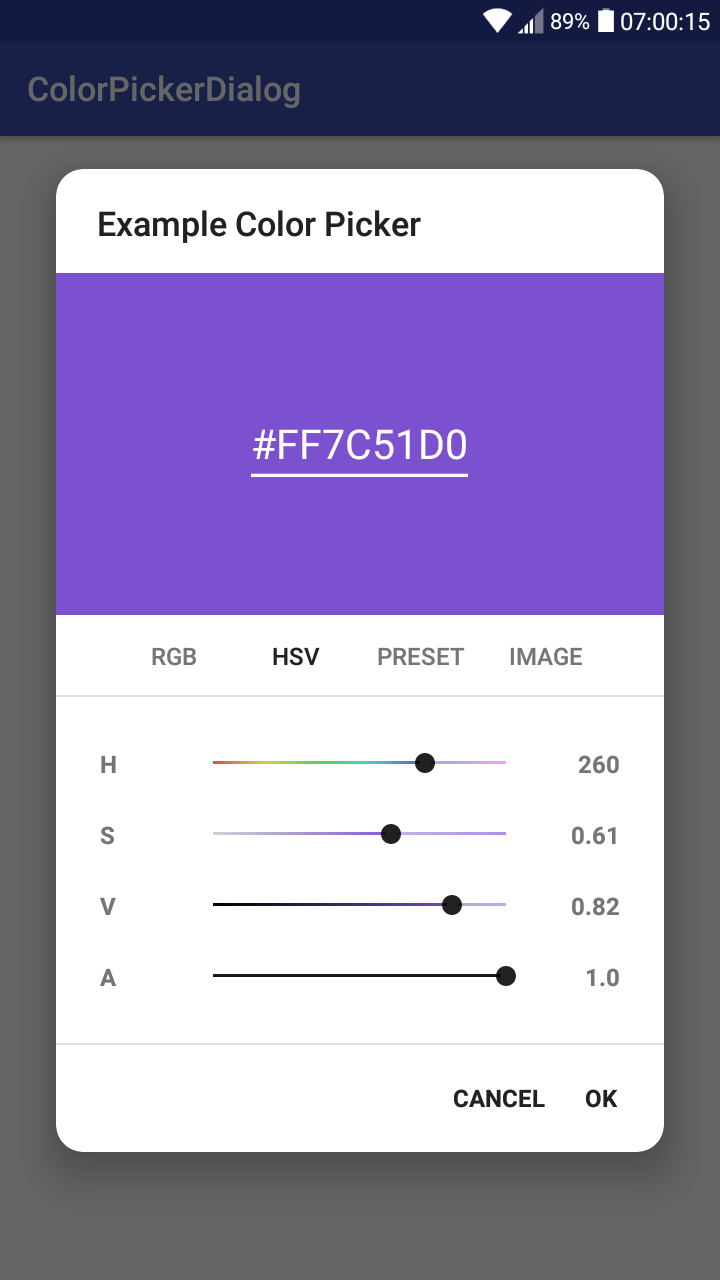 89% 07:00:15
ColorPickerDialog
Example Color Picker
#FF7C51D0
RGB HSV PRESET IMAGE
H 260
S 0.61
V 0.82
A 1.0
CANCEL OK